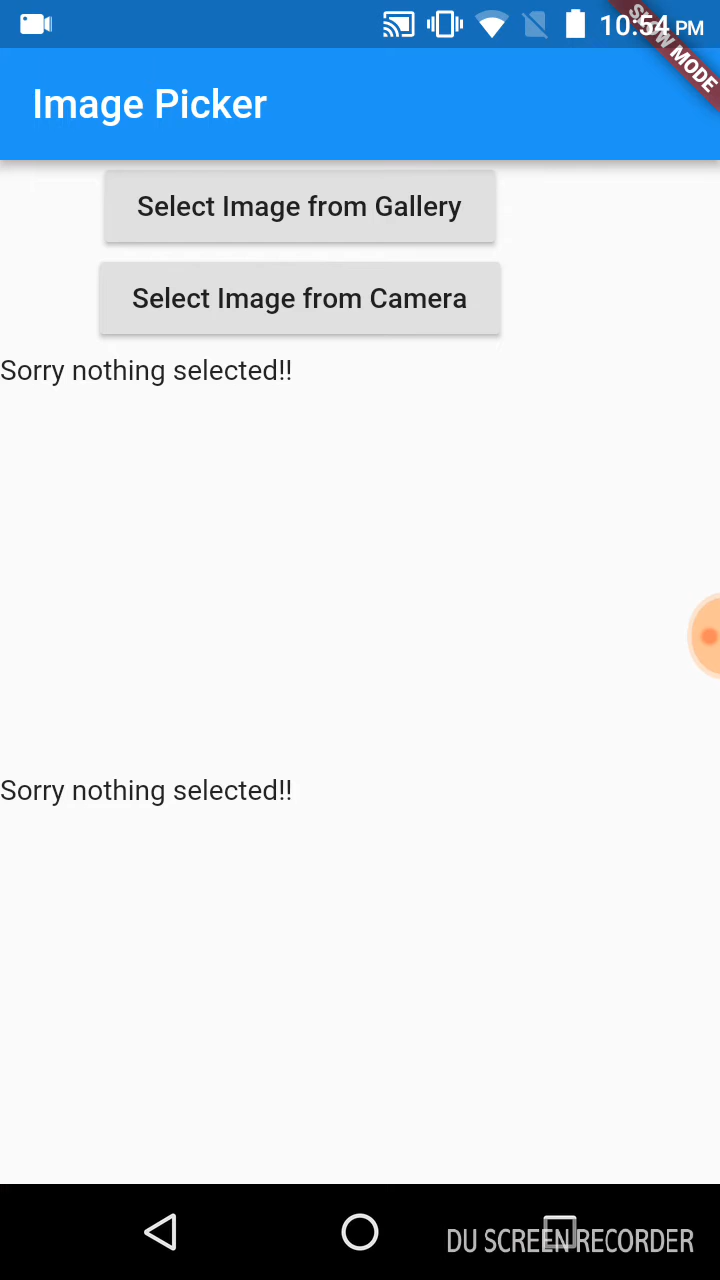 10:54 PM
SLOW MODE
Image Picker
Select Image from Gallery
Select Image from Camera
Sorry nothing selected!!
Sorry nothing selected!!
DU SCREEN RECORDER